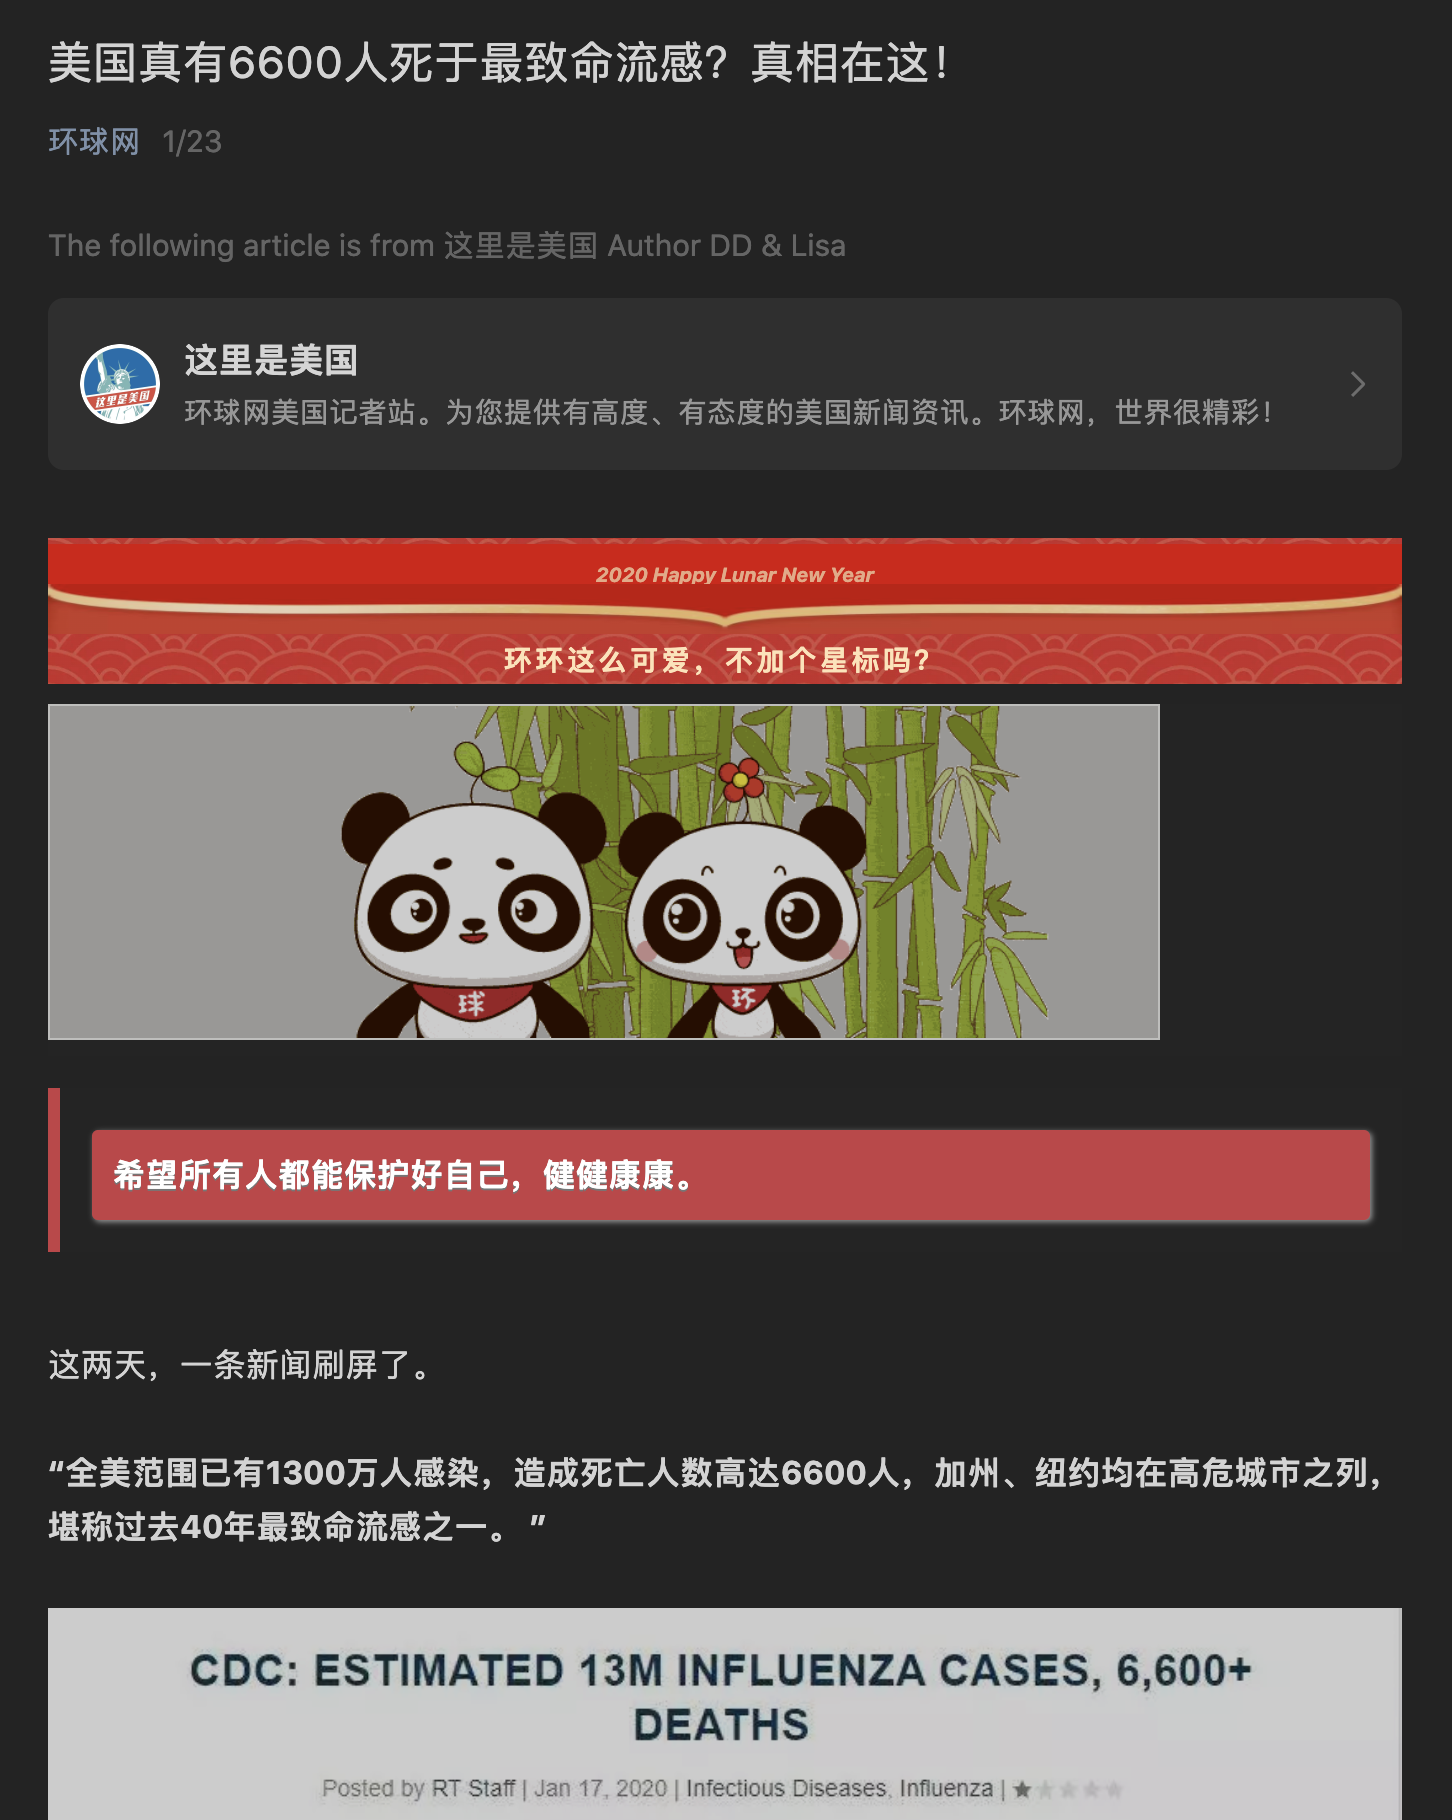 美国真有6600人死于最致命流感？真相在这！
环球网 1/23
The following article is from 这里是美国 Author DD & Lisa
这里是美国
这里是美国
环球网美国记者站。为您提供有高度、有态度的美国新闻资讯。环球网，世界很精彩！
2020 Happy Lunar New Year
环环这么可爱，不加个星标吗？
球
环
希望所有人都能保护好自己，健健康康。
这两天，一条新闻刷屏了。
“全美范围已有1300万人感染，造成死亡人数高达6600人，加州、纽约均在高危城市之列，
堪称过去40年最致命流感之一。”
CDC: ESTIMATED 13M INFLUENZA CASES, 6,600+
DEATHS
Posted by RT Staff | Jan 17, 2020 | Infectious Diseases, Influenza |